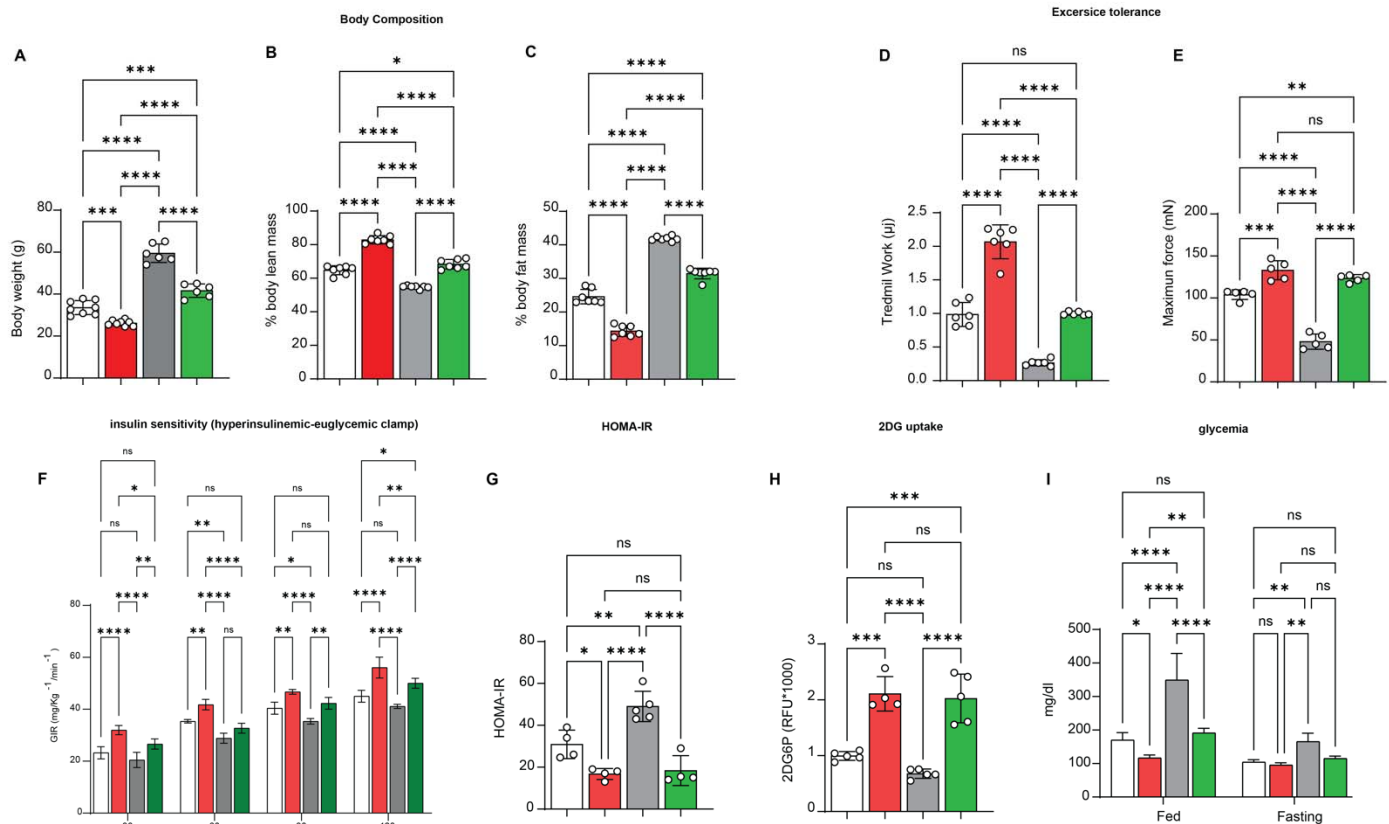 Body Composition
Excersice tolerance
A
B
C
D
E
***
****
****
****
***
****
Body weight (g)
80
60
40
20
0
*
****
****
****
****
****
% body lean mass
100
80
60
40
20
0
****
****
****
****
****
****
% body fat mass
60
40
20
0
ns
****
****
****
****
****
Tredmil Work (µj)
2.5
2.0
1.5
1.0
0.5
0.0
**
ns
****
****
***
****
Maximun force (mN)
200
150
100
50
0
insulin sensitivity (hyperinsulinemic-euglycemic clamp)
HOMA-IR
2DG uptake
glycemia
F
G
H
I
ns
*
ns
**
****
****
ns
**
****
****
**
ns
ns
*
****
**
**
*
**
ns
****
****
****
GIR (mg/Kg -1/min -1)
80
60
40
20
0
ns
ns
**
****
*
****
HOMA-IR
80
60
40
20
0
***
ns
ns
****
***
****
2DG6P (RFU*1000)
3
2
1
0
ns
**
****
****
*
****
ns
ns
**
ns
ns
**
mg/dl
500
400
300
200
150
100
50
0
Fed
Fasting